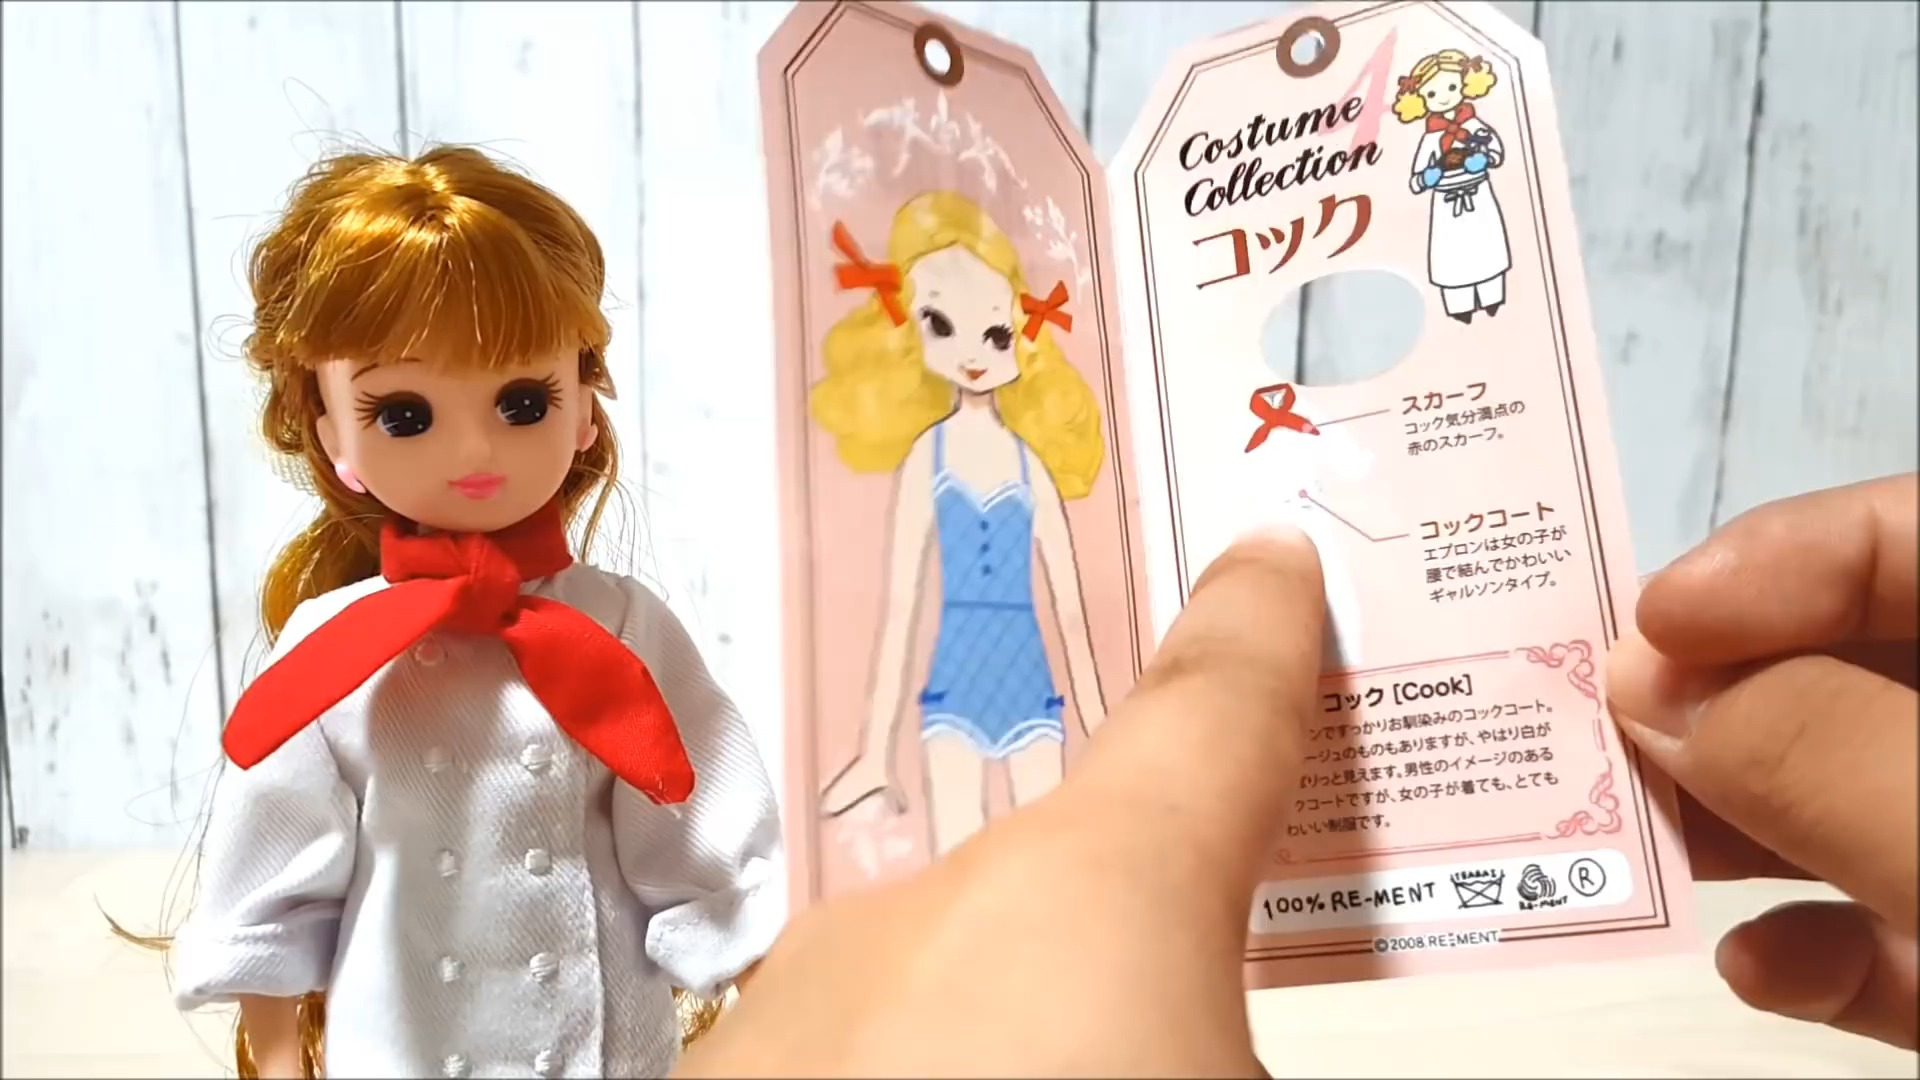 4
Costume
Collection
コック
スカーフ
コック気分満点の
赤のスカーフ。
コックコート
エプロンは女の子が
腰で結んでかわいい
ギャルソンタイプ。
コック [Cook]
ンですっかりお馴染みのコックコート。
ージュのものもありますが、やはり白が
りっと見えます。男性のイメージのある
クコートですが、女の子が着ても、とても
わいい制服です。
100% RE-MENT
RE-MENT
R
©2008 RE-MENT